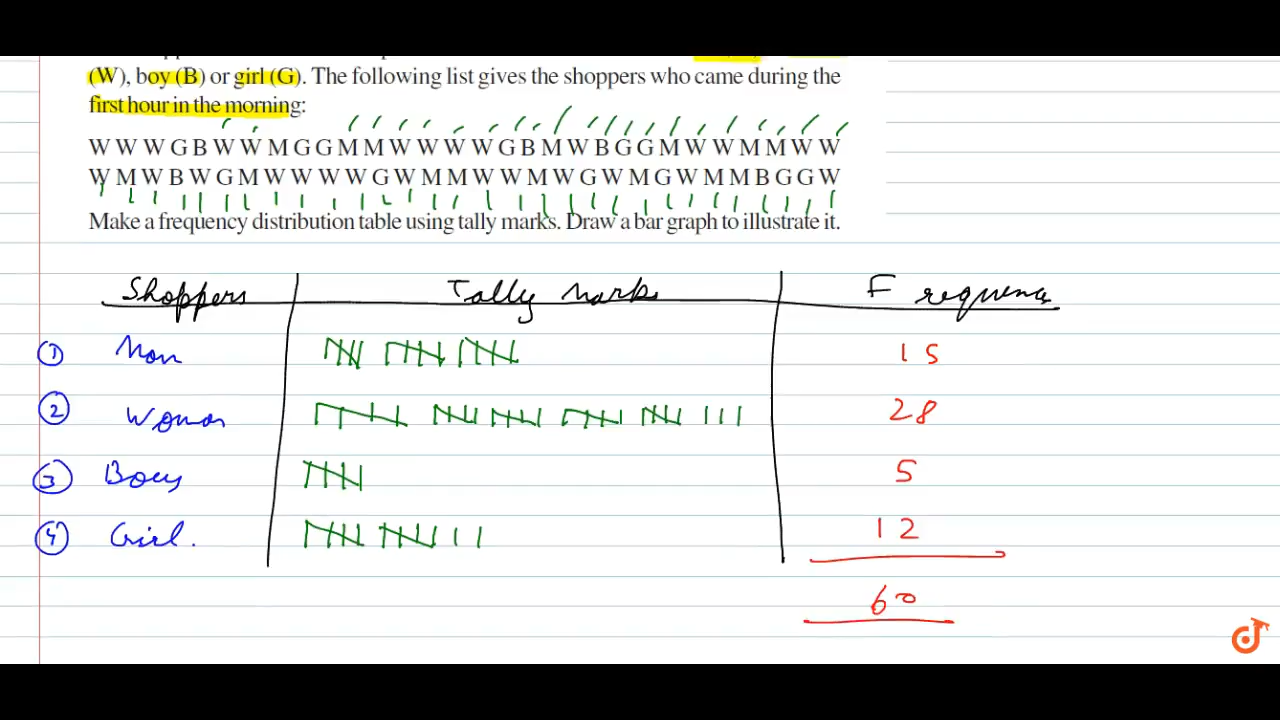 (W), boy (B) or girl (G). The following list gives the shoppers who came during the
first hour in the morning:
W W W G B W W M G G M M W W W W G B M W B G G M W W M M W W
W M W B W G M W W W W G W M M W W M W G W M G W M M B G G W
Make a frequency distribution table using tally marks. Draw a bar graph to illustrate it.
Shoppers Tally Marks Frequence
① Man 15
② Woman 28
③ Boys 5
④ Girl. 12
60